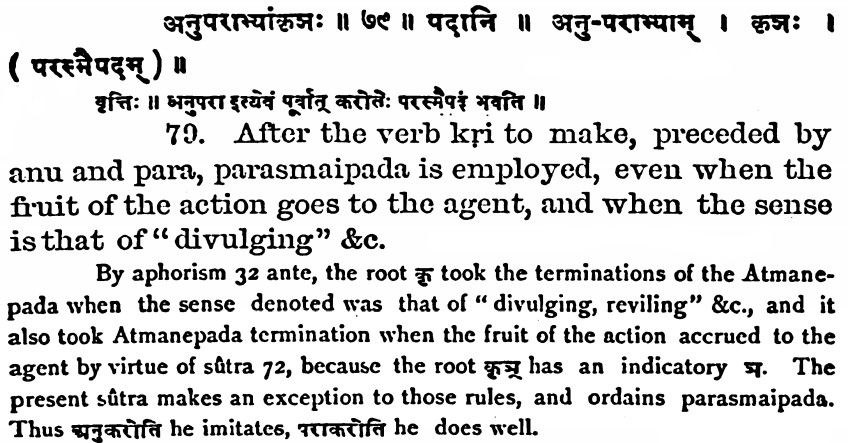 अनुपराभ्यांकृञः ॥ ७९ ॥ पदानि ॥ अनु-पराभ्याम् । कृञः ।
( परस्मैपदम् ) ॥
वृत्तिः ॥ अनुपरा इत्येवं पूर्वात् करोतेः परस्मैपदं भवति ॥
79. After the verb kṛi to make, preceded by
anu and para, parasmaipada is employed, even when the
fruit of the action goes to the agent, and when the sense
is that of “ divulging” &c.
By aphorism 32 ante, the root कृ took the terminations of the Atmane-
pada when the sense denoted was that of “ divulging, reviling” &c., and it
also took Atmanepada termination when the fruit of the action accrued to the
agent by virtue of sûtra 72, because the root कृञ् has an indicatory ञ. The
present sûtra makes an exception to those rules, and ordains parasmaipada.
Thus अनुकरोति he imitates, पराकरोति he does well.